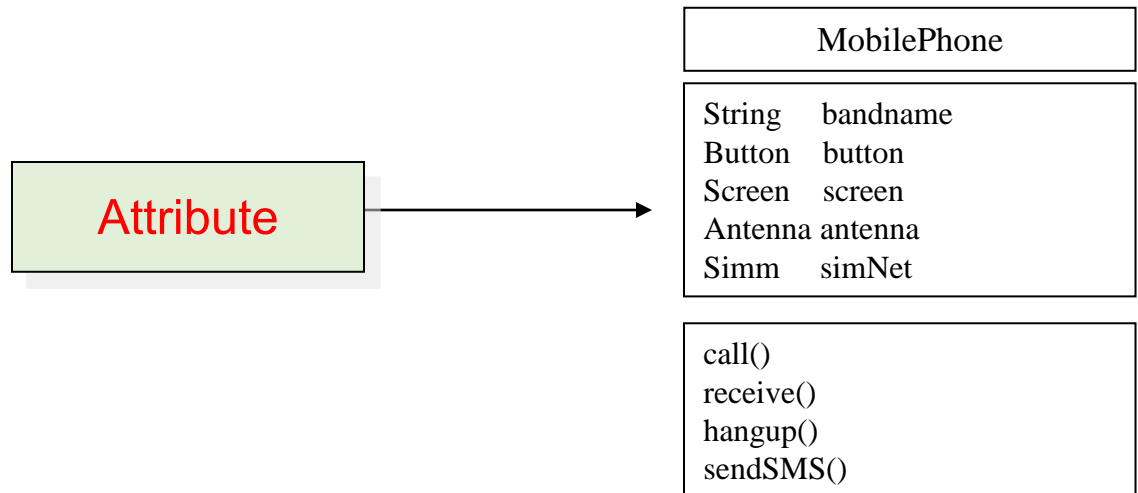 MobilePhone
Attribute
String bandname
Button button
Screen screen
Antenna antenna
Simm simNet
call()
receive()
hangup()
sendSMS()